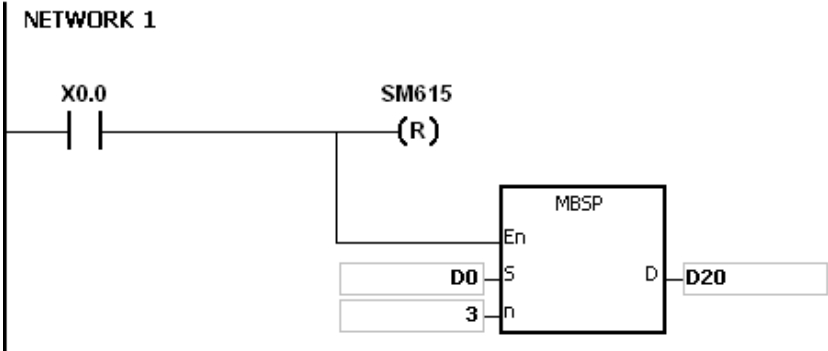 NETWORK 1
X0.0
SM615
(R)
MBSP
En
D0 S D D20
3 n